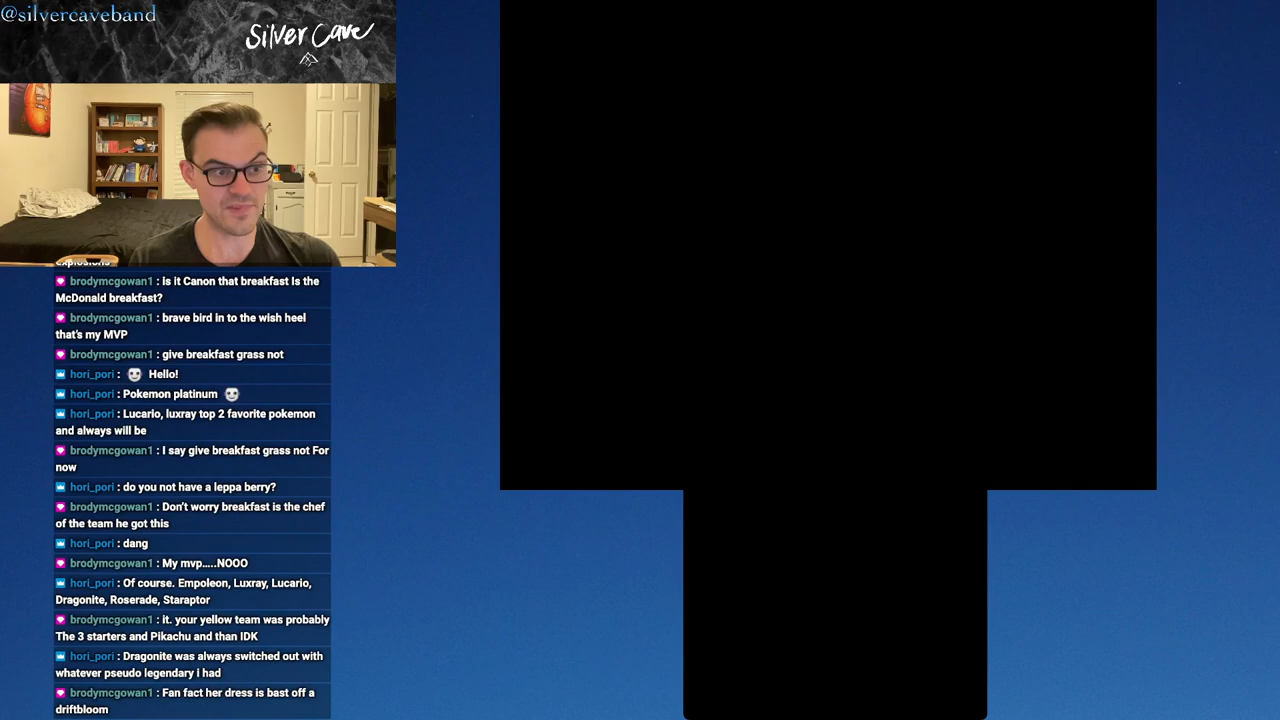 @silvercaveband
Silver Cave
explosions
brodymcgowan1 : is it Canon that breakfast Is the
McDonald breakfast?
brodymcgowan1 : brave bird in to the wish heel
that's my MVP
brodymcgowan1 : give breakfast grass not
hori_pori : Hello!
hori_pori : Pokemon platinum
hori_pori : Lucario, luxray top 2 favorite pokemon
and always will be
brodymcgowan1 : I say give breakfast grass not For
now
hori_pori : do you not have a leppa berry?
brodymcgowan1 : Don't worry breakfast is the chef
of the team he got this
hori_pori : dang
brodymcgowan1 : My mvp.....NOOO
hori_pori : Of course. Empoleon, Luxray, Lucario,
Dragonite, Roserade, Staraptor
brodymcgowan1 : it. your yellow team was probably
The 3 starters and Pikachu and than IDK
hori_pori : Dragonite was always switched out with
whatever pseudo legendary i had
brodymcgowan1 : Fan fact her dress is bast off a
driftbloom